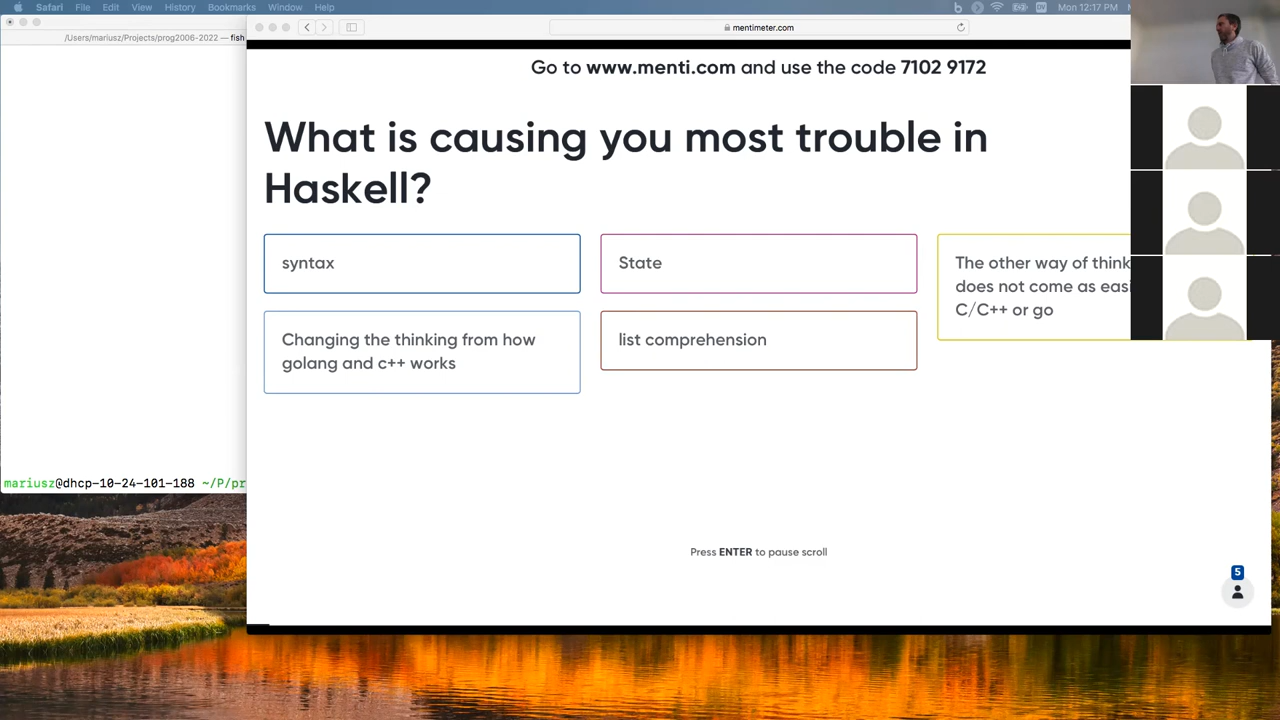 Safari File Edit View History Bookmarks Window Help
Mon 12:17 PM
/Users/mariusz/Projects/prog2006-2022 — fish
mentimeter.com
Go to www.menti.com and use the code 7102 9172
What is causing you most trouble in
Haskell?
syntax
State
The other way of think
does not come as eas
C/C++ or go
Changing the thinking from how
golang and c++ works
list comprehension
mariusz@dhcp-10-24-101-188 ~/P/pr
Press ENTER to pause scroll
5